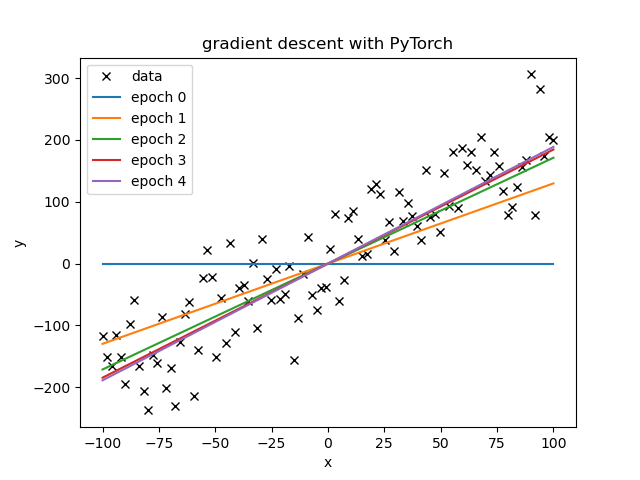 gradient descent with PyTorch
data
epoch 0
epoch 1
epoch 2
epoch 3
epoch 4
300
200
100
0
−100
−200
y
−100 −75 −50 −25 0 25 50 75 100
x